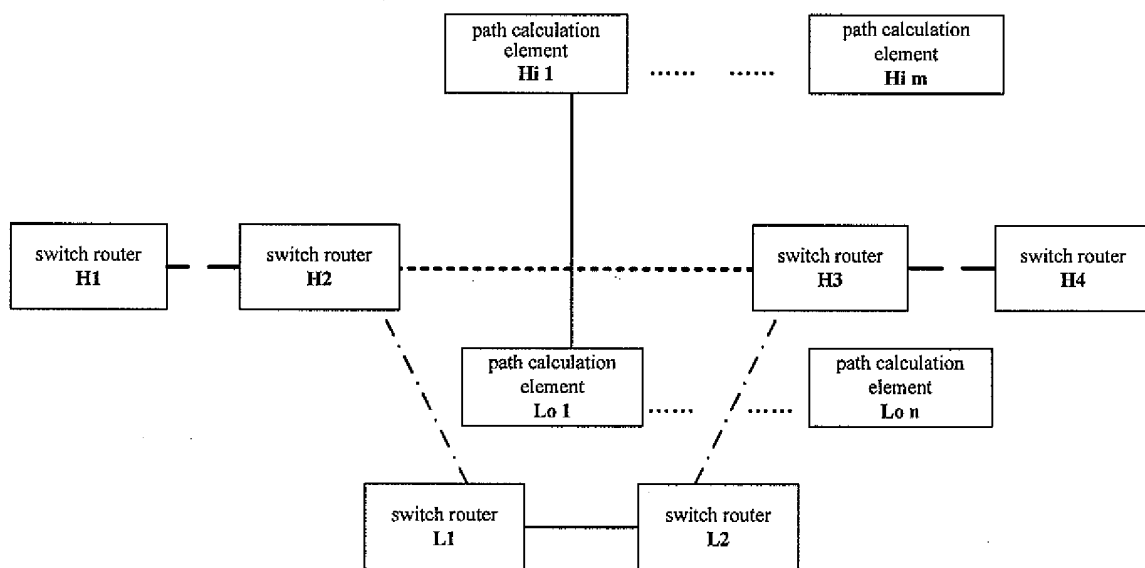 path calculation
element
Hi 1
path calculation
element
Hi m
switch router
H1
switch router
H2
switch router
H3
switch router
H4
path calculation
element
Lo 1
path calculation
element
Lo n
switch router
L1
switch router
L2